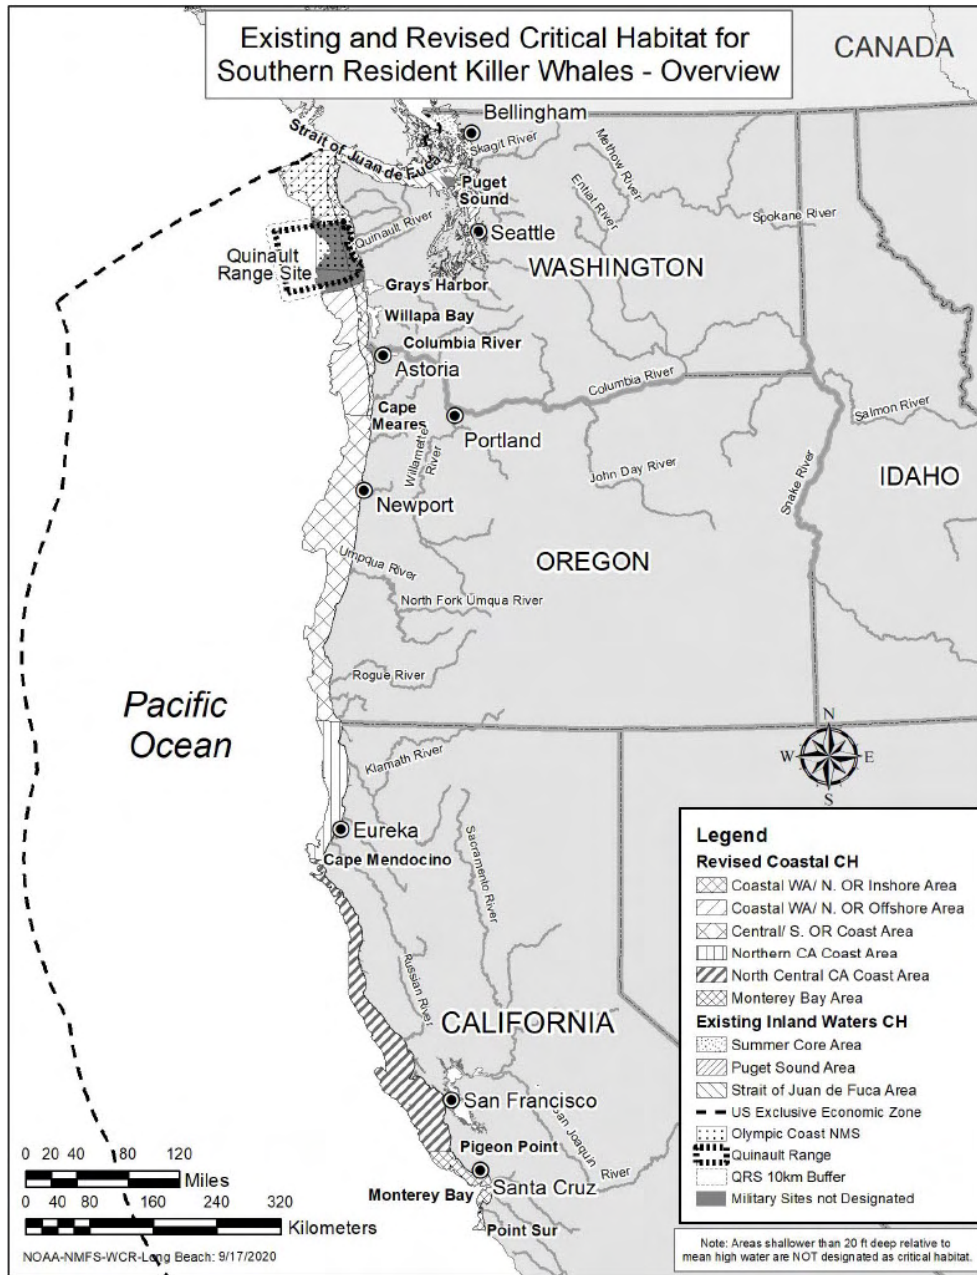 Existing and Revised Critical Habitat for
Southern Resident Killer Whales - Overview
CANADA
Bellingham
Strait of Juan de Fuca
Skagit River
Methow River
Puget
Sound
Entiat River
Spokane River
Quinault River
Seattle
Quinault
Range Site
WASHINGTON
Grays Harbor
Willapa Bay
Columbia River
Astoria
Columbia River
Cape
Meares
Salmon River
Portland
Willamette
River
John Day River
Snake River
IDAHO
Newport
OREGON
Umpqua River
North Fork Umqua River
Rogue River
Pacific
Ocean
N
W
E
S
Klamath River
Eureka
Sacramento River
Cape Mendocino
Russian River
CALIFORNIA
San Francisco
San Joaquin
River
Pigeon Point
Santa Cruz
Monterey Bay
Point Sur
Legend
Revised Coastal CH
Coastal WA/ N. OR Inshore Area
Coastal WA/ N. OR Offshore Area
Central/ S. OR Coast Area
Northern CA Coast Area
North Central CA Coast Area
Monterey Bay Area
Existing Inland Waters CH
Summer Core Area
Puget Sound Area
Strait of Juan de Fuca Area
US Exclusive Economic Zone
Olympic Coast NMS
Quinault Range
QRS 10km Buffer
Military Sites not Designated
0 20 40 80 120
Miles
0 40 80 160 240 320
Kilometers
NOAA-NMFS-WCR-Long Beach: 9/17/2020
Note: Areas shallower than 20 ft deep relative to
mean high water are NOT designated as critical habitat.